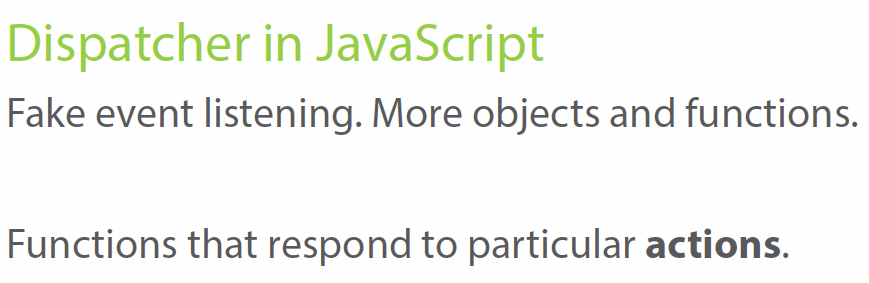 Dispatcher in JavaScript
Fake event listening. More objects and functions.
Functions that respond to particular actions.